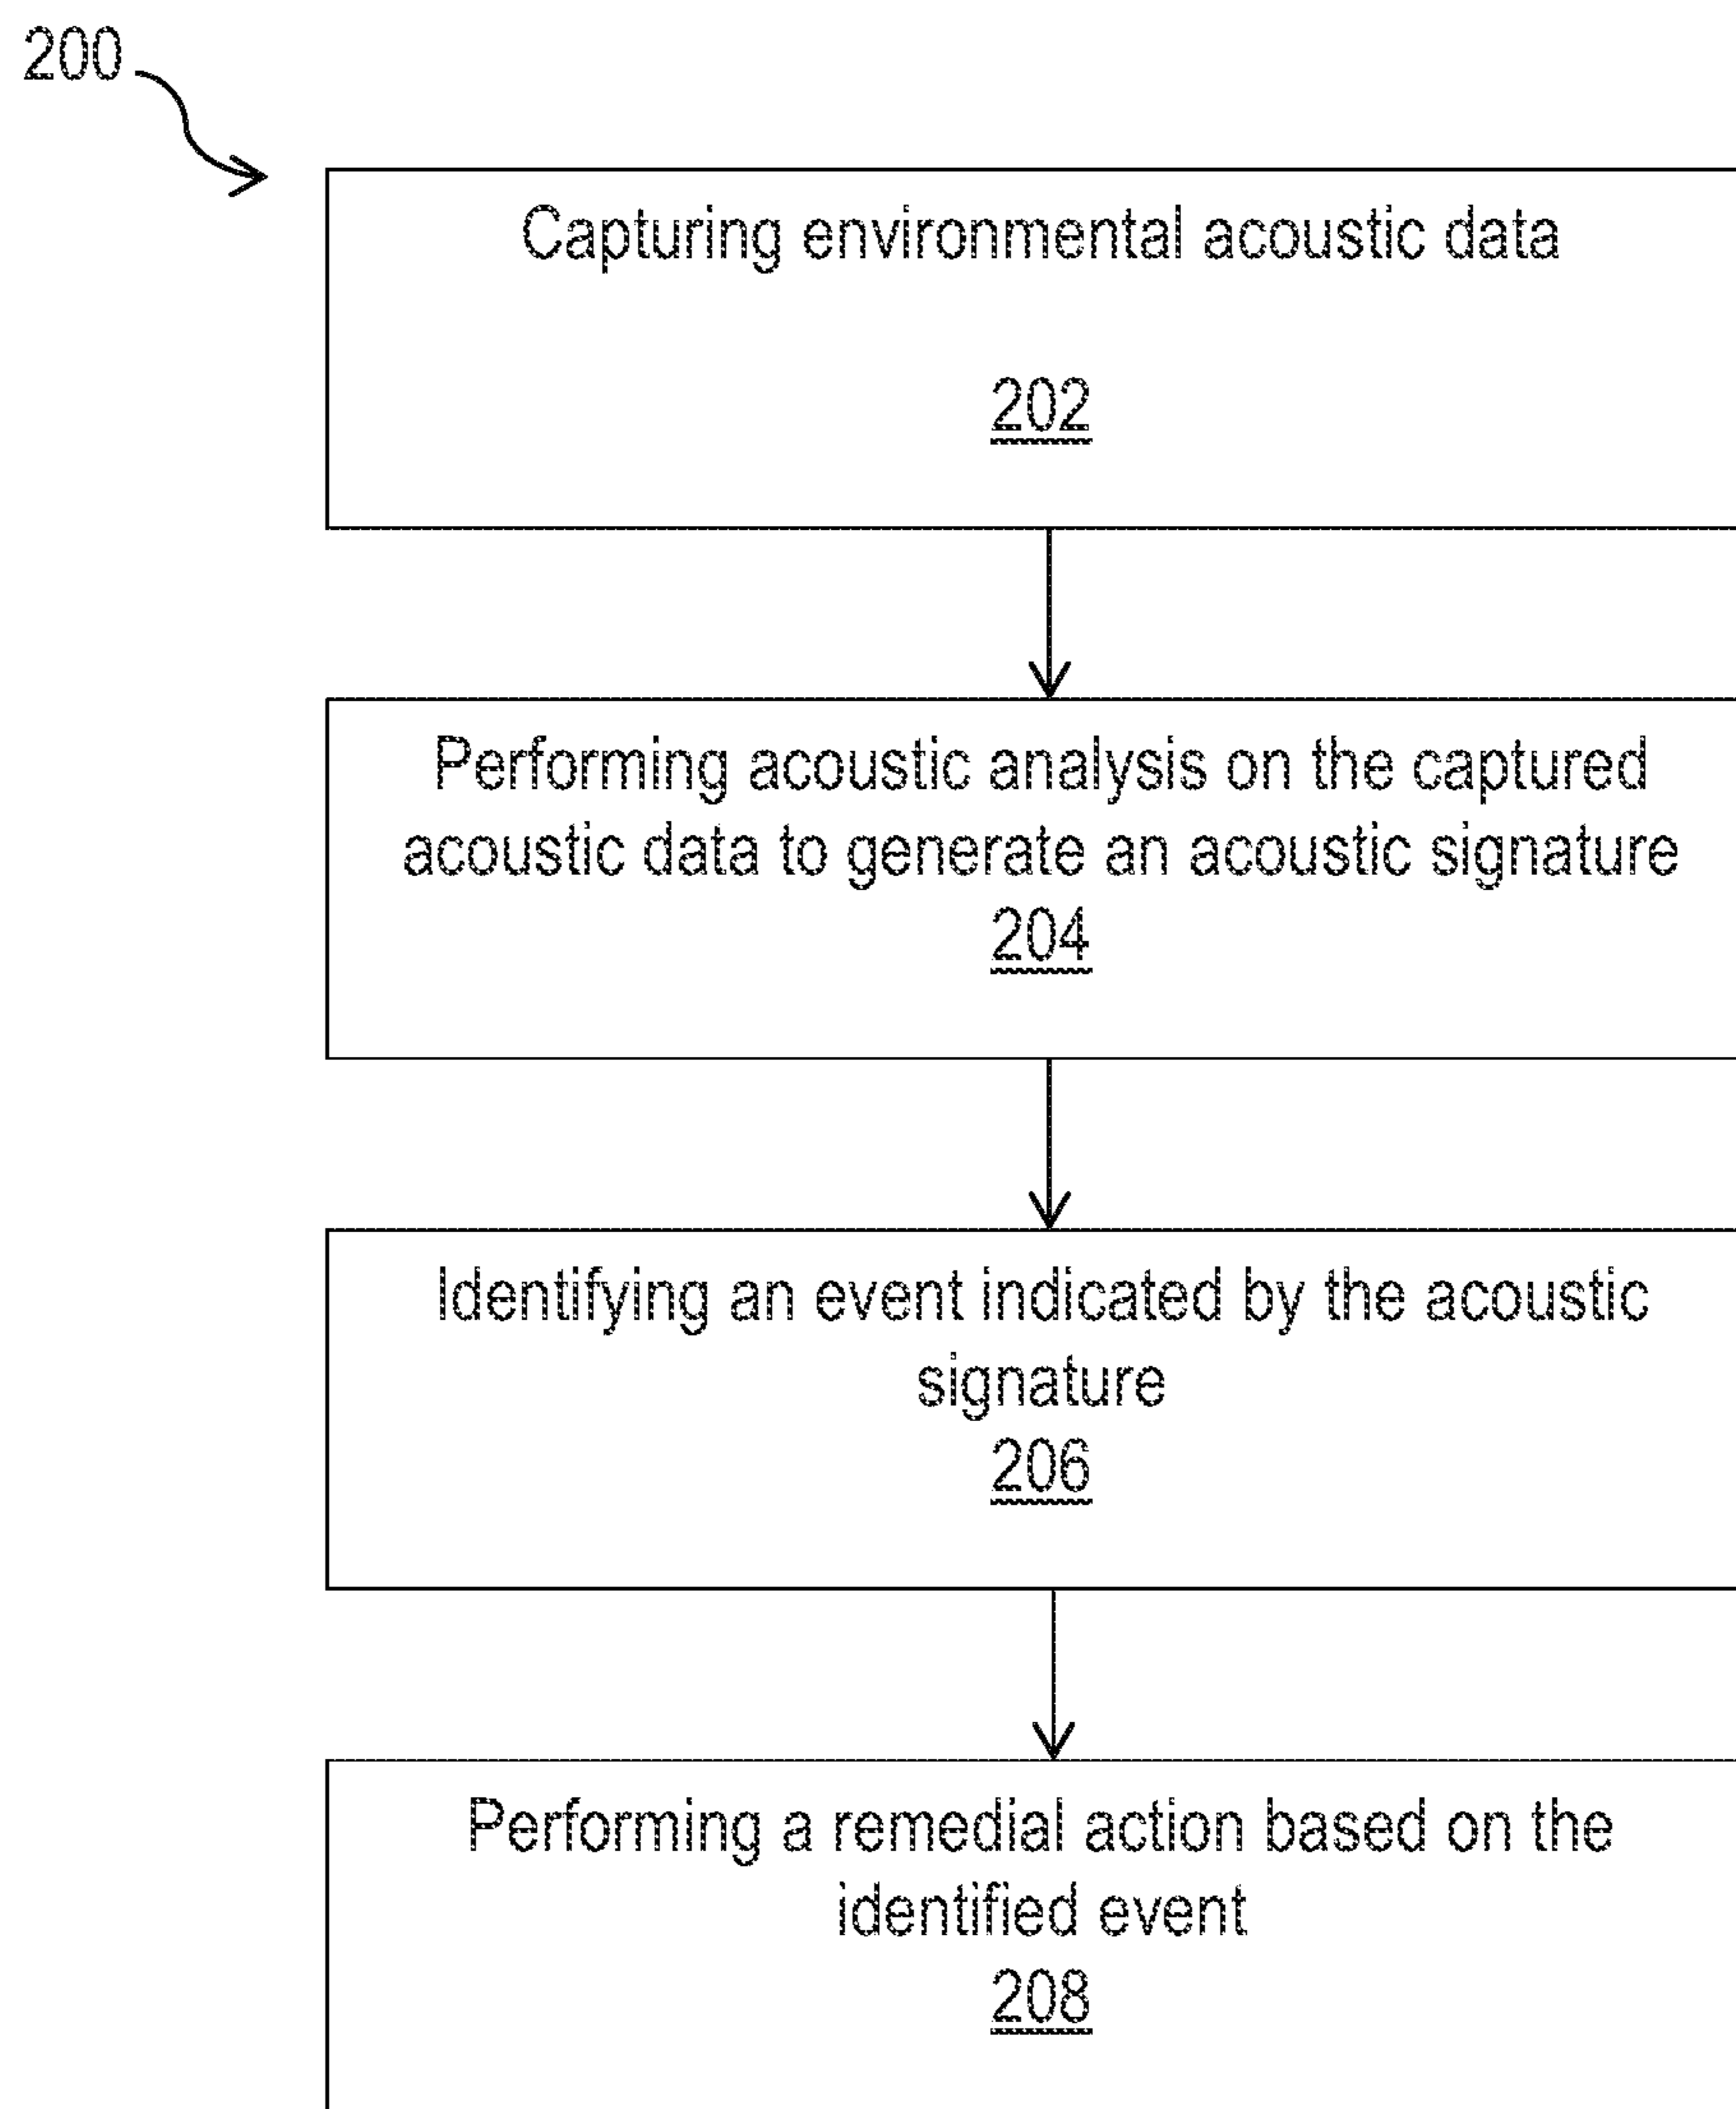 200
Capturing environmental acoustic data
202
Performing acoustic analysis on the captured
acoustic data to generate an acoustic signature
204
Identifying an event indicated by the acoustic
signature
206
Performing a remedial action based on the
identified event
208